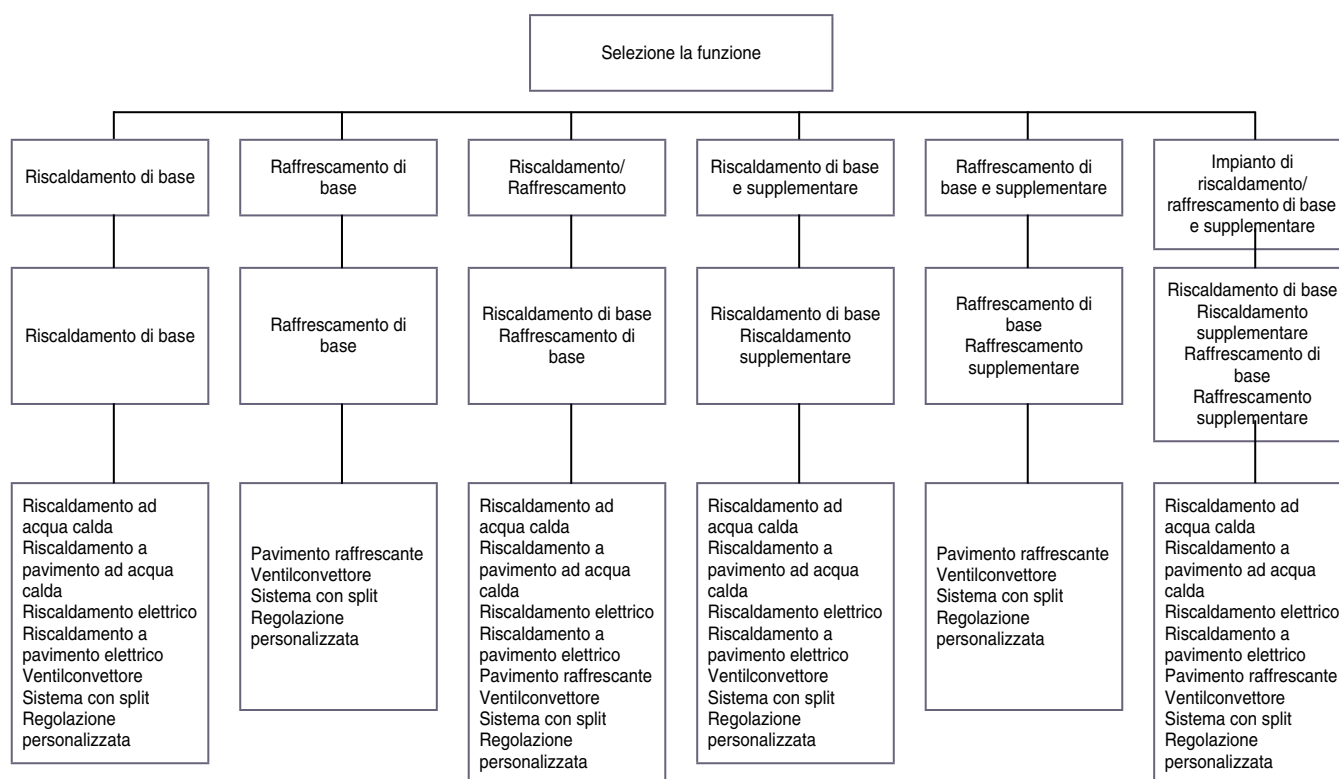 Selezione la funzione
Riscaldamento di base
Raffrescamento di
base
Riscaldamento/
Raffrescamento
Riscaldamento di base
e supplementare
Raffrescamento di
base e supplementare
Impianto di
riscaldamento/
raffrescamento di base
e supplementare
Riscaldamento di base
Raffrescamento di
base
Riscaldamento di base
Raffrescamento di
base
Riscaldamento di base
Riscaldamento
supplementare
Raffrescamento di
base
Raffrescamento
supplementare
Riscaldamento di base
Riscaldamento
supplementare
Raffrescamento di
base
Raffrescamento
supplementare
Riscaldamento ad
acqua calda
Riscaldamento a
pavimento ad acqua
calda
Riscaldamento elettrico
Riscaldamento a
pavimento elettrico
Ventilconvettore
Sistema con split
Regolazione
personalizzata
Pavimento raffrescante
Ventilconvettore
Sistema con split
Regolazione
personalizzata
Riscaldamento ad
acqua calda
Riscaldamento a
pavimento ad acqua
calda
Riscaldamento elettrico
Riscaldamento a
pavimento elettrico
Pavimento raffrescante
Ventilconvettore
Sistema con split
Regolazione
personalizzata
Riscaldamento ad
acqua calda
Riscaldamento a
pavimento ad acqua
calda
Riscaldamento elettrico
Riscaldamento a
pavimento elettrico
Ventilconvettore
Sistema con split
Regolazione
personalizzata
Pavimento raffrescante
Ventilconvettore
Sistema con split
Regolazione
personalizzata
Riscaldamento ad
acqua calda
Riscaldamento a
pavimento ad acqua
calda
Riscaldamento elettrico
Riscaldamento a
pavimento elettrico
Pavimento raffrescante
Ventilconvettore
Sistema con split
Regolazione
personalizzata